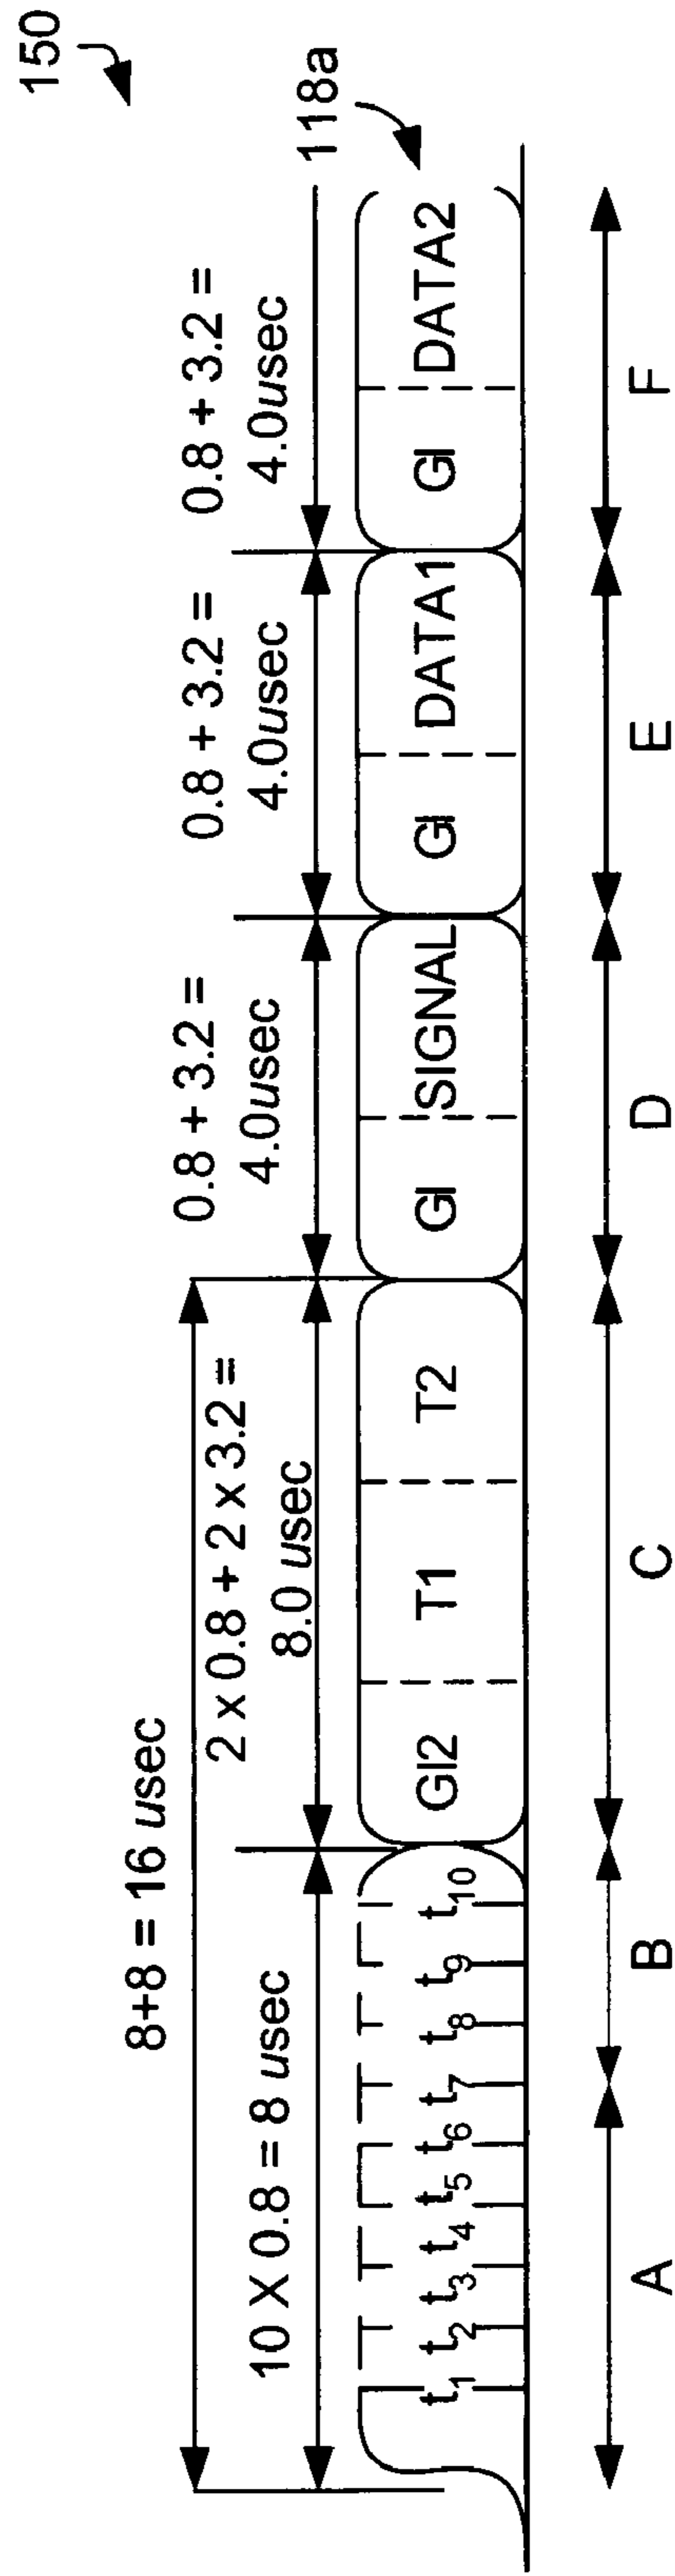 150
8+8 = 16 usec
118a
10 X 0.8 = 8 usec
2 x 0.8 + 2 x 3.2 =
8.0 usec
0.8 + 3.2 =
4.0usec
0.8 + 3.2 =
4.0usec
0.8 + 3.2 =
4.0usec
t1 t2 t3 t4 t5 t6 t7 t8 t9 t10 GI2 T1 T2 GI SIGNAL GI DATA1 GI DATA2
A B C D E F